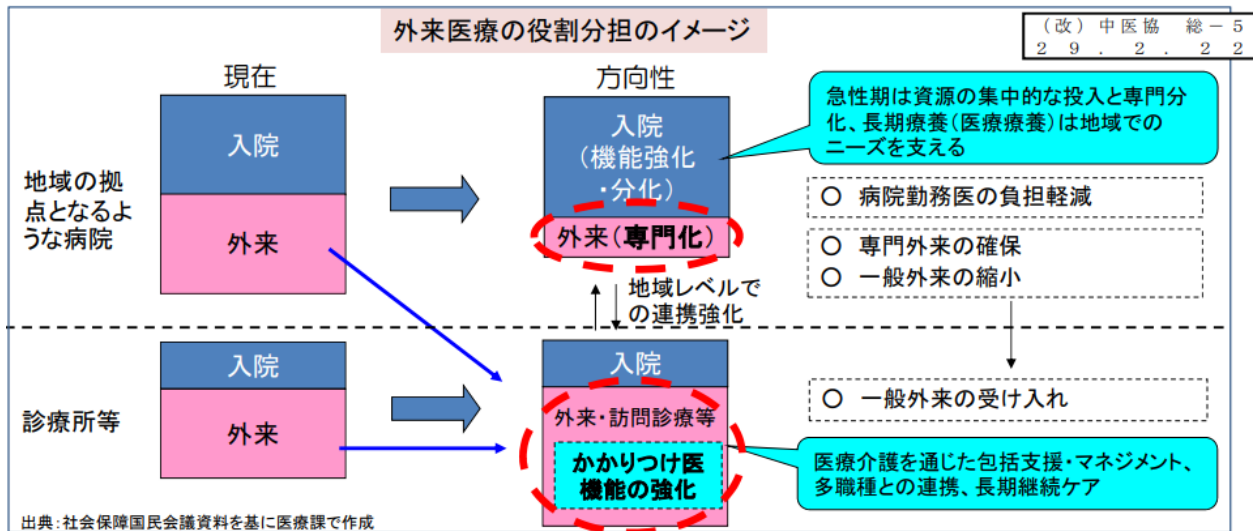 外来医療の役割分担のイメージ
(改)中医協 総-5
29.2.22
現在
方向性
地域の拠
点となるよ
うな病院
入院
外来
入院
(機能強化
・分化)
外来(専門化)
急性期は資源の集中的な投入と専門分
化、長期療養(医療療養)は地域での
ニーズを支える
○ 病院勤務医の負担軽減
○ 専門外来の確保
○ 一般外来の縮小
地域レベルで
の連携強化
診療所等
入院
外来
入院
外来・訪問診療等
かかりつけ医
機能の強化
○ 一般外来の受け入れ
医療介護を通じた包括支援・マネジメント、
多職種との連携、長期継続ケア
出典:社会保障国民会議資料を基に医療課で作成